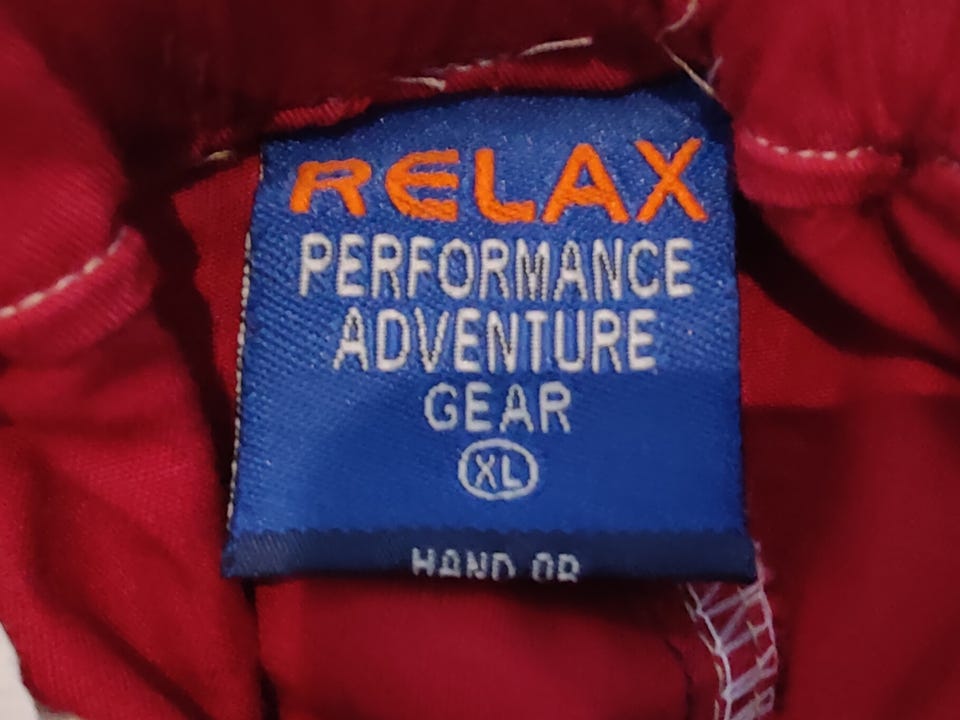 RELAX
PERFORMANCE
ADVENTURE
GEAR
XL
HAND OR